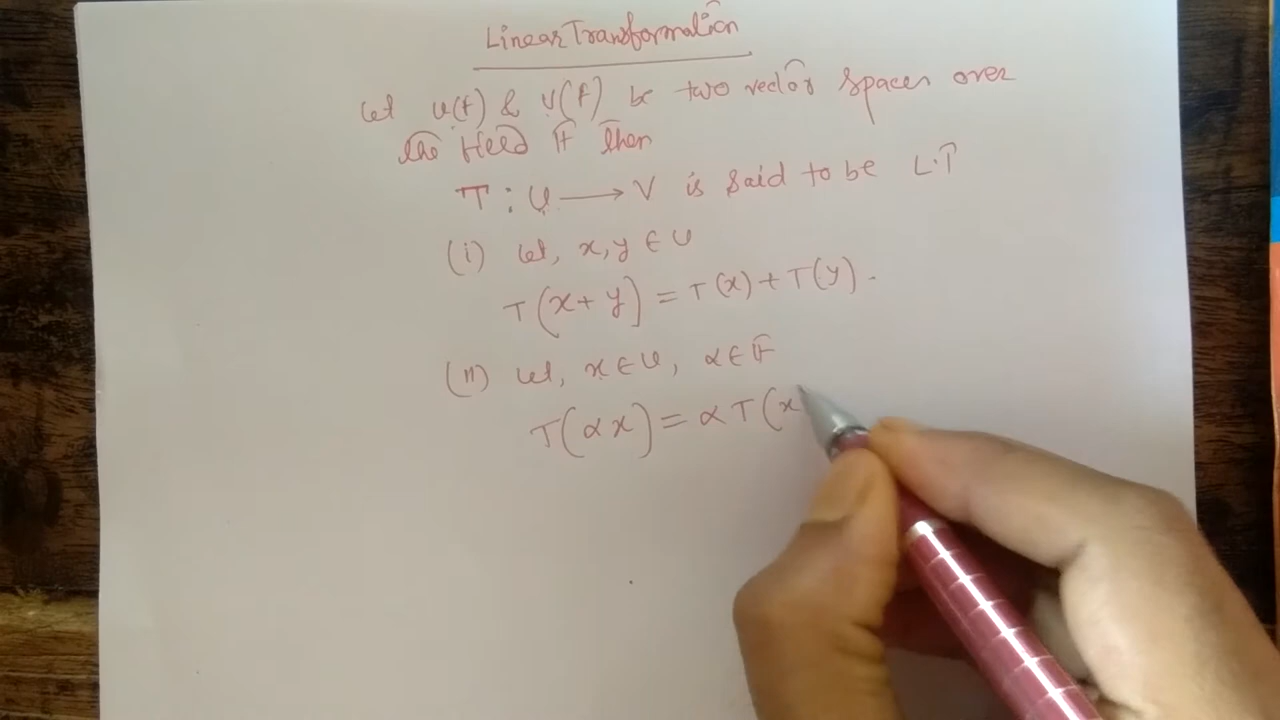 Linear Transformation
Let U(F) & V(F) be two vector spaces over
the field F then
T : U ⟶ V is said to be L.T
(i) Let, x, y ∈ U
T(x + y) = T(x) + T(y).
(ii) Let, x ∈ U, α ∈ F
T(αx) = αT(x